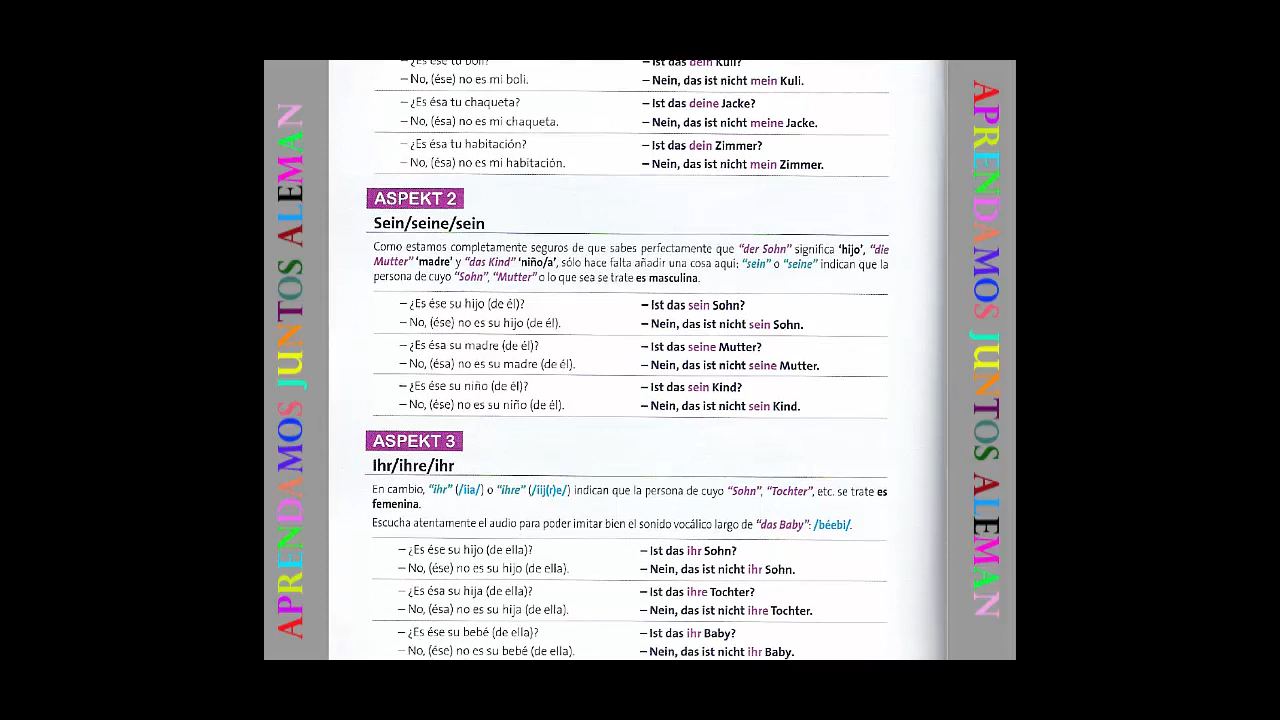 APRENDAMOS JUNTOS ALEMAN
– ¿Es ése tu boli? – Ist das dein Kuli?
– No, (ése) no es mi boli. – Nein, das ist nicht mein Kuli.
– ¿Es ésa tu chaqueta? – Ist das deine Jacke?
– No, (ésa) no es mi chaqueta. – Nein, das ist nicht meine Jacke.
– ¿Es ésa tu habitación? – Ist das dein Zimmer?
– No, (ésa) no es mi habitación. – Nein, das ist nicht mein Zimmer.
ASPEKT 2
Sein/seine/sein
Como estamos completamente seguros de que sabes perfectamente que “der Sohn” significa ‘hijo’, “die
Mutter” ‘madre’ y “das Kind” ‘niño/a’, sólo hace falta añadir una cosa aquí: “sein” o “seine” indican que la
persona de cuyo “Sohn”, “Mutter” o lo que sea se trate es masculina.
– ¿Es ése su hijo (de él)? – Ist das sein Sohn?
– No, (ése) no es su hijo (de él). – Nein, das ist nicht sein Sohn.
– ¿Es ésa su madre (de él)? – Ist das seine Mutter?
– No, (ésa) no es su madre (de él). – Nein, das ist nicht seine Mutter.
– ¿Es ése su niño (de él)? – Ist das sein Kind?
– No, (ése) no es su niño (de él). – Nein, das ist nicht sein Kind.
ASPEKT 3
Ihr/ihre/ihr
En cambio, “ihr” (/iia/) o “ihre” (/iij(r)e/) indican que la persona de cuyo “Sohn”, “Tochter”, etc. se trate es
femenina.
Escucha atentamente el audio para poder imitar bien el sonido vocálico largo de “das Baby”: /béebi/.
– ¿Es ése su hijo (de ella)? – Ist das ihr Sohn?
– No, (ése) no es su hijo (de ella). – Nein, das ist nicht ihr Sohn.
– ¿Es ésa su hija (de ella)? – Ist das ihre Tochter?
– No, (ésa) no es su hija (de ella). – Nein, das ist nicht ihre Tochter.
– ¿Es ése su bebé (de ella)? – Ist das ihr Baby?
– No, (ése) no es su bebé (de ella). – Nein, das ist nicht ihr Baby.
APRENDAMOS JUNTOS ALEMAN